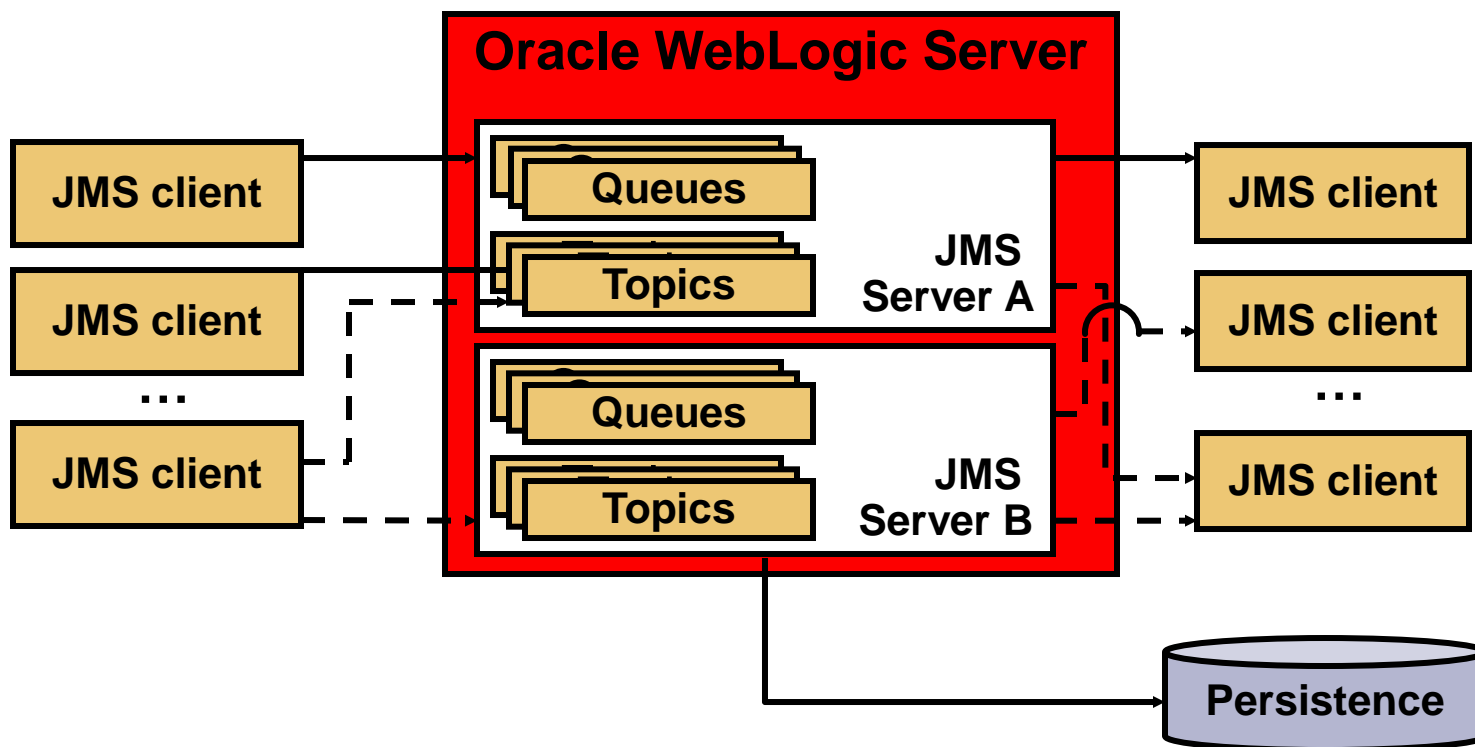 Oracle WebLogic Server
JMS client
JMS client
...
JMS client
Queues
Topics
JMS
Server A
Queues
Topics
JMS
Server B
JMS client
JMS client
...
JMS client
Persistence